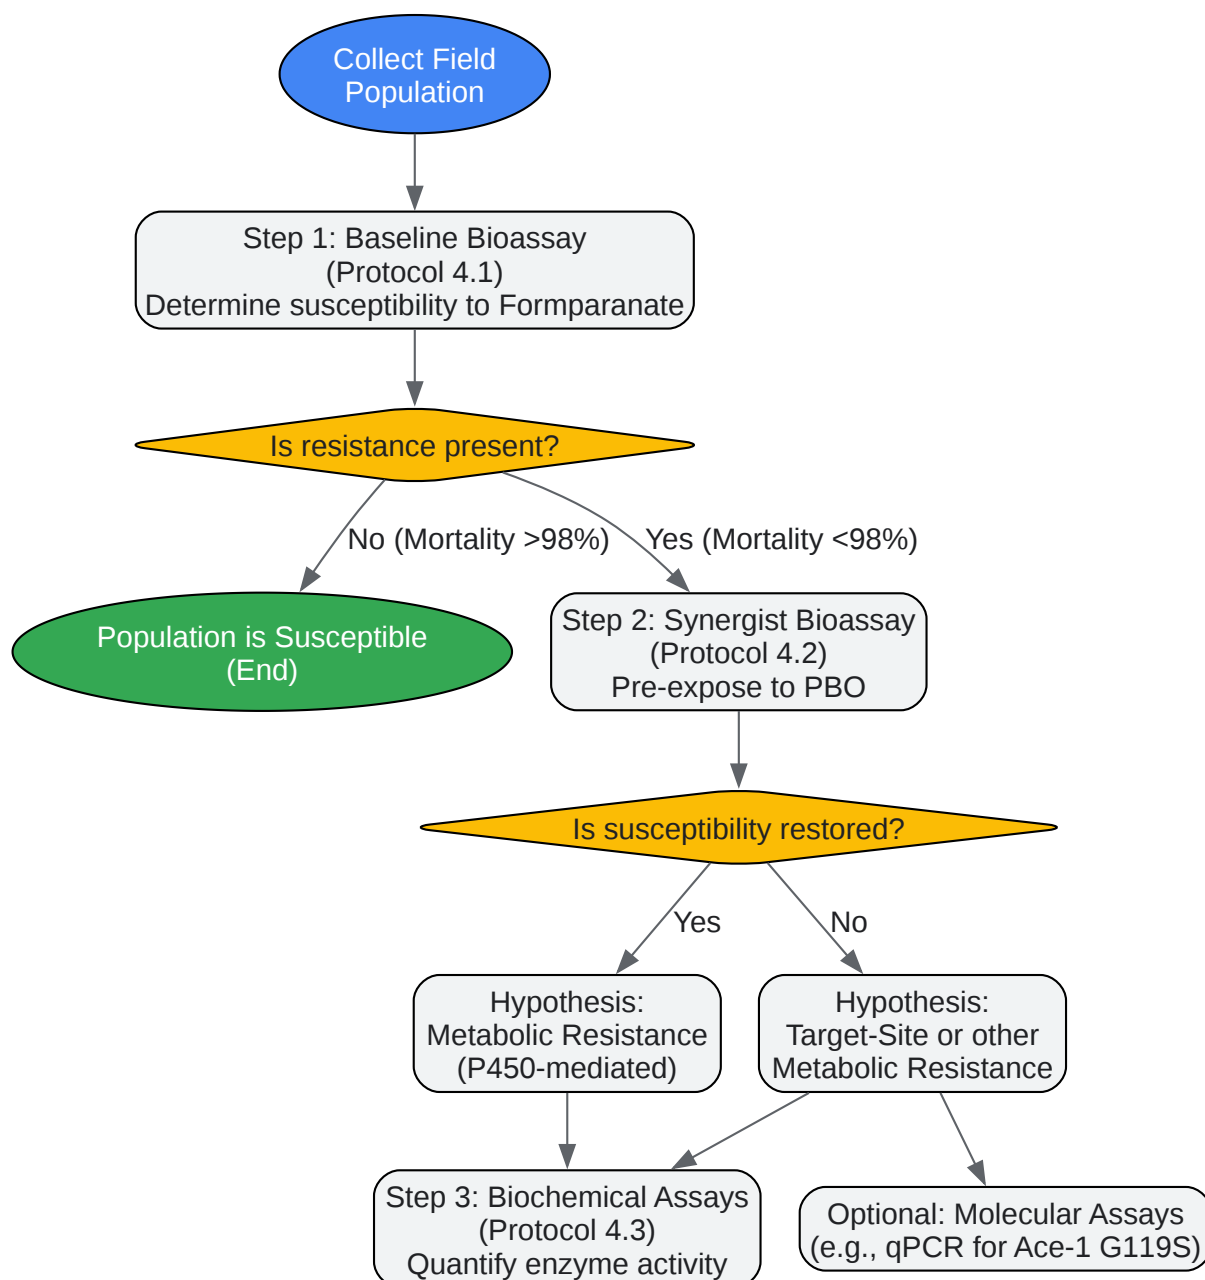 Collect Field
Population
Step 1: Baseline Bioassay
(Protocol 4.1)
Determine susceptibility to Formparanate
Is resistance present?
No (Mortality >98%)
Yes (Mortality <98%)
Population is Susceptible
(End)
Step 2: Synergist Bioassay
(Protocol 4.2)
Pre-expose to PBO
Is susceptibility restored?
Yes
No
Hypothesis:
Metabolic Resistance
(P450-mediated)
Hypothesis:
Target-Site or other
Metabolic Resistance
Step 3: Biochemical Assays
(Protocol 4.3)
Quantify enzyme activity
Optional: Molecular Assays
(e.g., qPCR for Ace-1 G119S)